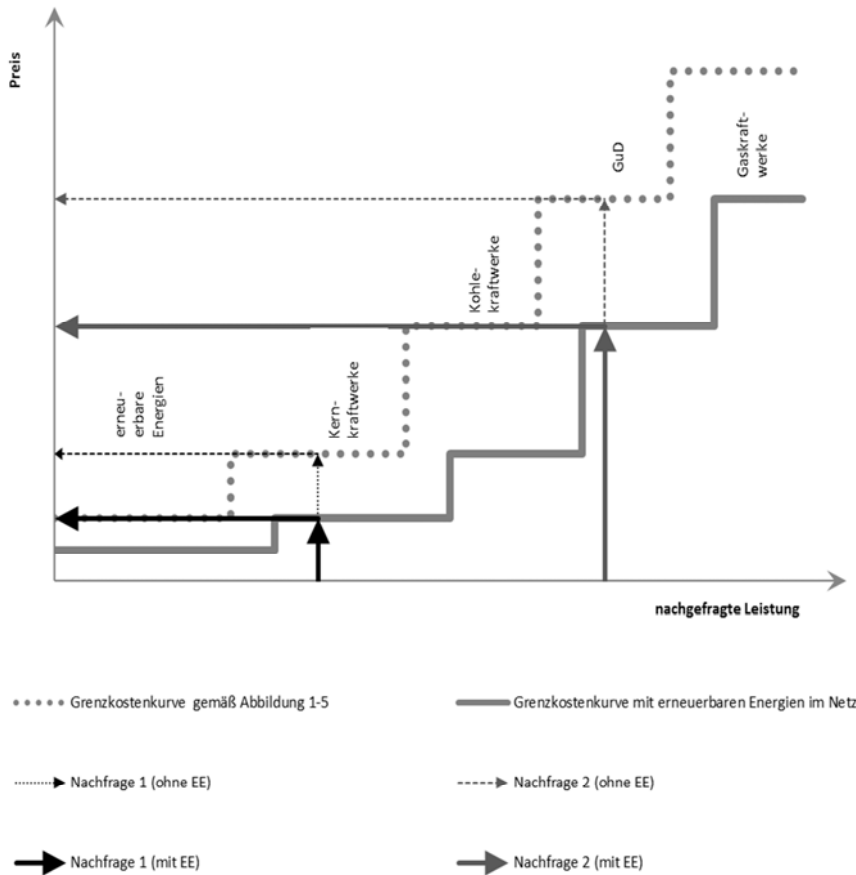 Preis
erneu-
erbare
Energien
Kern-
kraftwerke
Kohle-
kraftwerke
GuD
Gaskraft-
werke
nachgefragte Leistung
Grenzkostenkurve gemäß Abbildung 1-5
Grenzkostenkurve mit erneuerbaren Energien im Netz
Nachfrage 1 (ohne EE)
Nachfrage 2 (ohne EE)
Nachfrage 1 (mit EE)
Nachfrage 2 (mit EE)